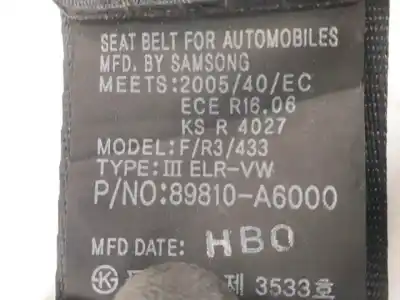 SEAT BELT FOR AUTOMOBILES
MFD. BY SAMSONG
MEETS:2005/40/EC
ECE R16.06
KS R 4027
MODEL:F/R3/433
TYPE:III ELR-VW
P/NO:89810-A6000
MFD DATE: HBO
제 3533호